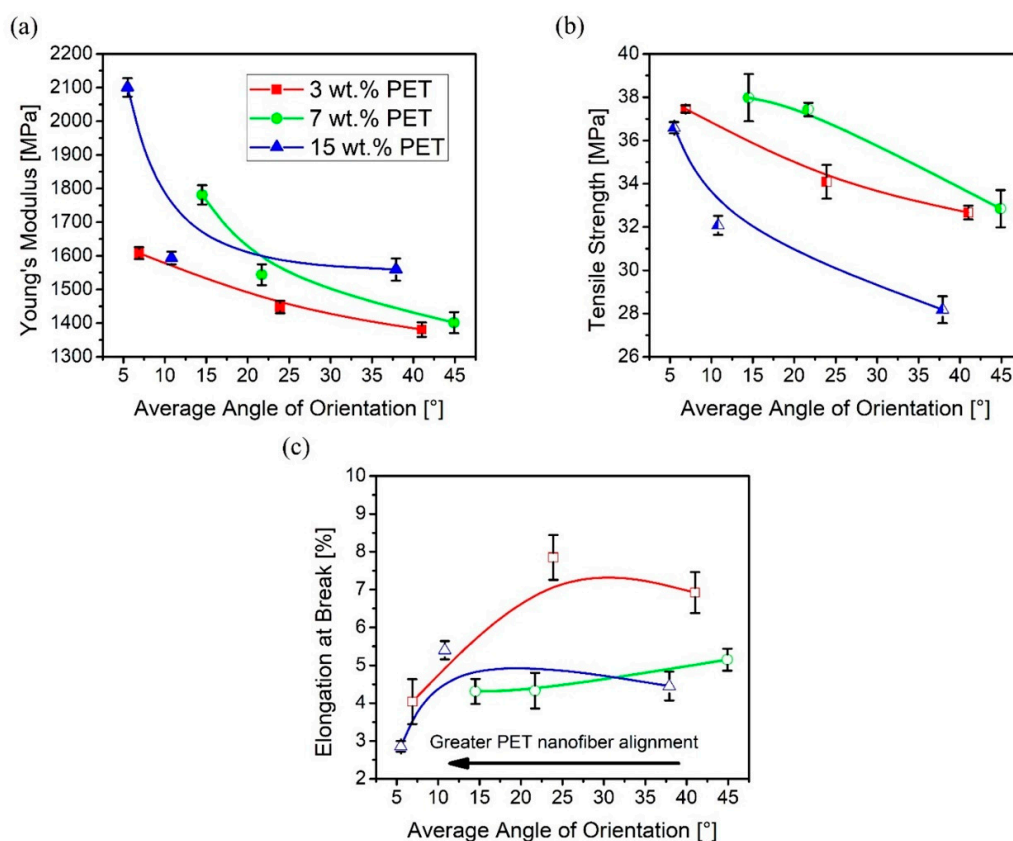 (a)
2200
2100
2000
1900
1800
1700
1600
1500
1400
1300
Young's Modulus [MPa]
3 wt.% PET
7 wt.% PET
15 wt.% PET
5 10 15 20 25 30 35 40 45
Average Angle of Orientation [°]
(b)
40
38
36
34
32
30
28
26
Tensile Strength [MPa]
5 10 15 20 25 30 35 40 45
Average Angle of Orientation [°]
(c)
10
9
8
7
6
5
4
3
2
Elongation at Break [%]
Greater PET nanofiber alignment
5 10 15 20 25 30 35 40 45
Average Angle of Orientation [°]